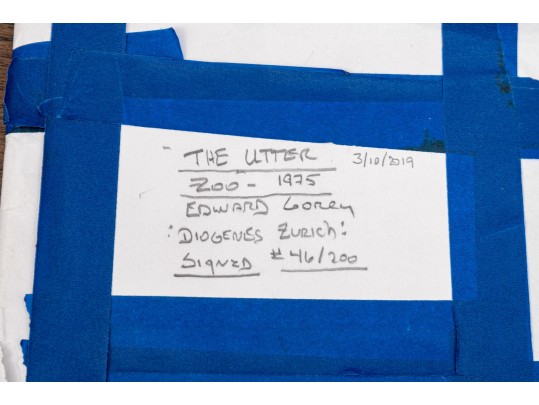 THE UTTER 3/10/2019
ZOO - 1975
EDWARD GOREY
: DIOGENES ZURICH :
SIGNED # 46/200